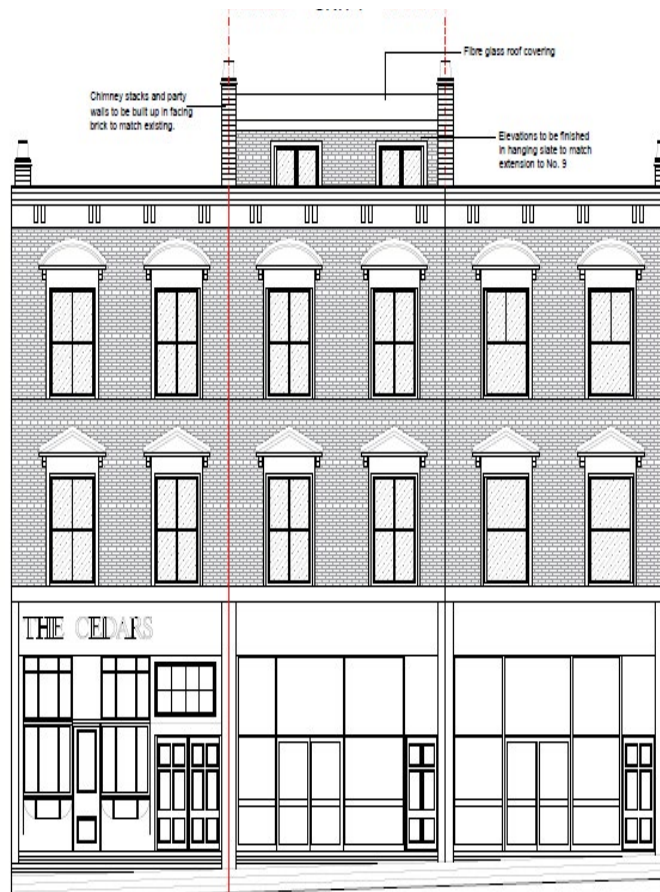 Fibre glass roof covering
Chimney stacks and party
walls to be built up in facing
brick to match existing.
Elevations to be finished
in hanging slate to match
extension to No. 9
THE CEDARS